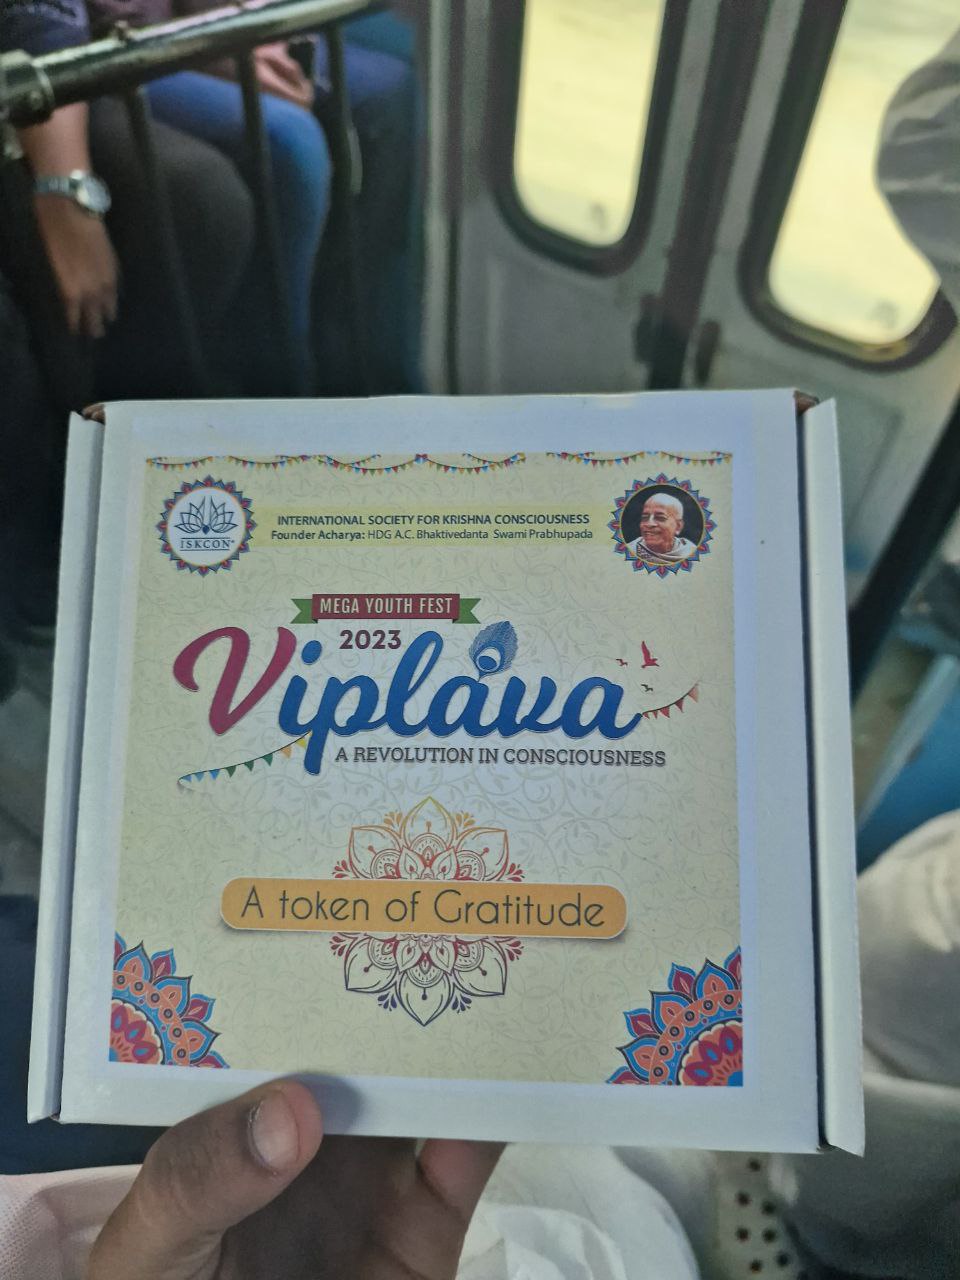 INTERNATIONAL SOCIETY FOR KRISHNA CONSCIOUSNESS
Founder Acharya: HDG A.C. Bhaktivedanta Swami Prabhupada
ISKCON®
MEGA YOUTH FEST
2023
Viplava
A REVOLUTION IN CONSCIOUSNESS
A token of Gratitude